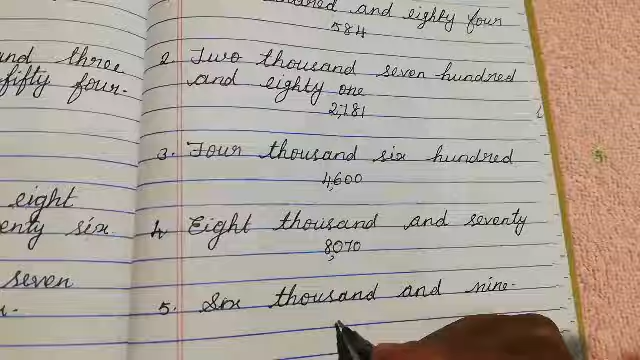 and eighty four
584
and three
fifty four.
2. Two thousand seven hundred
and eighty one
2,781
3. Four thousand six hundred
4,600
eight
six.
4. Eight thousand and seventy
8,070
seven
5. Six thousand and nine.